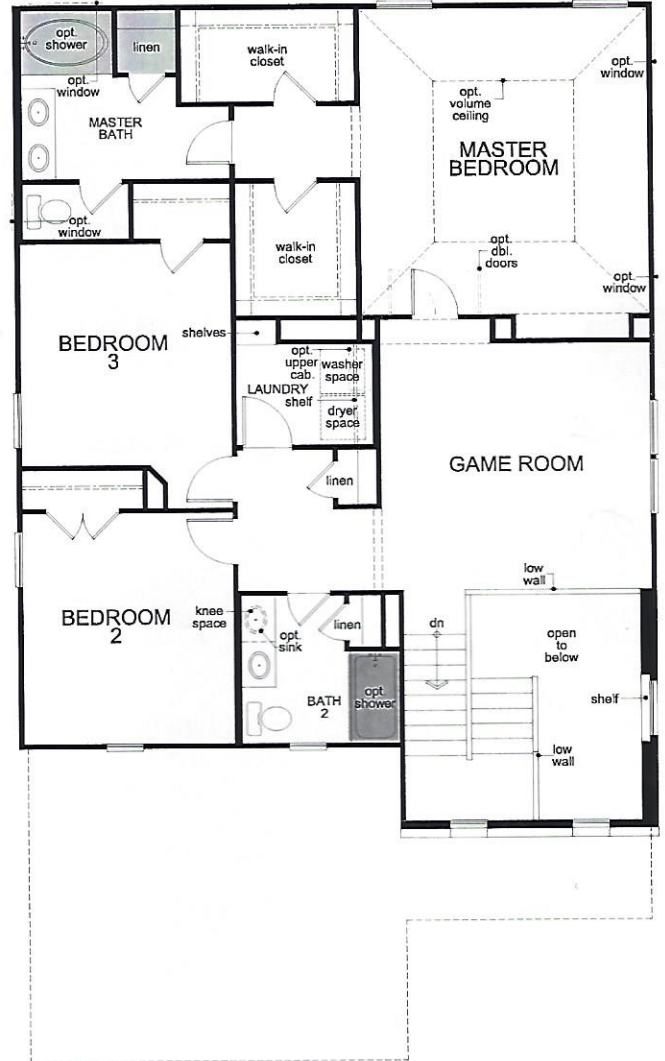 opt.
shower
linen
walk-in
closet
opt.
window
opt.
window
opt.
volume
ceiling
MASTER
BATH
MASTER
BEDROOM
opt.
window
walk-in
closet
opt.
dbl.
doors
opt.
window
shelves
BEDROOM
3
opt.
upper
cab.
washer
space
LAUNDRY
shelf
dryer
space
GAME ROOM
linen
low
wall
BEDROOM
2
knee
space
opt.
sink
linen
dn
open
to
below
BATH
2
opt.
shower
shelf
low
wall